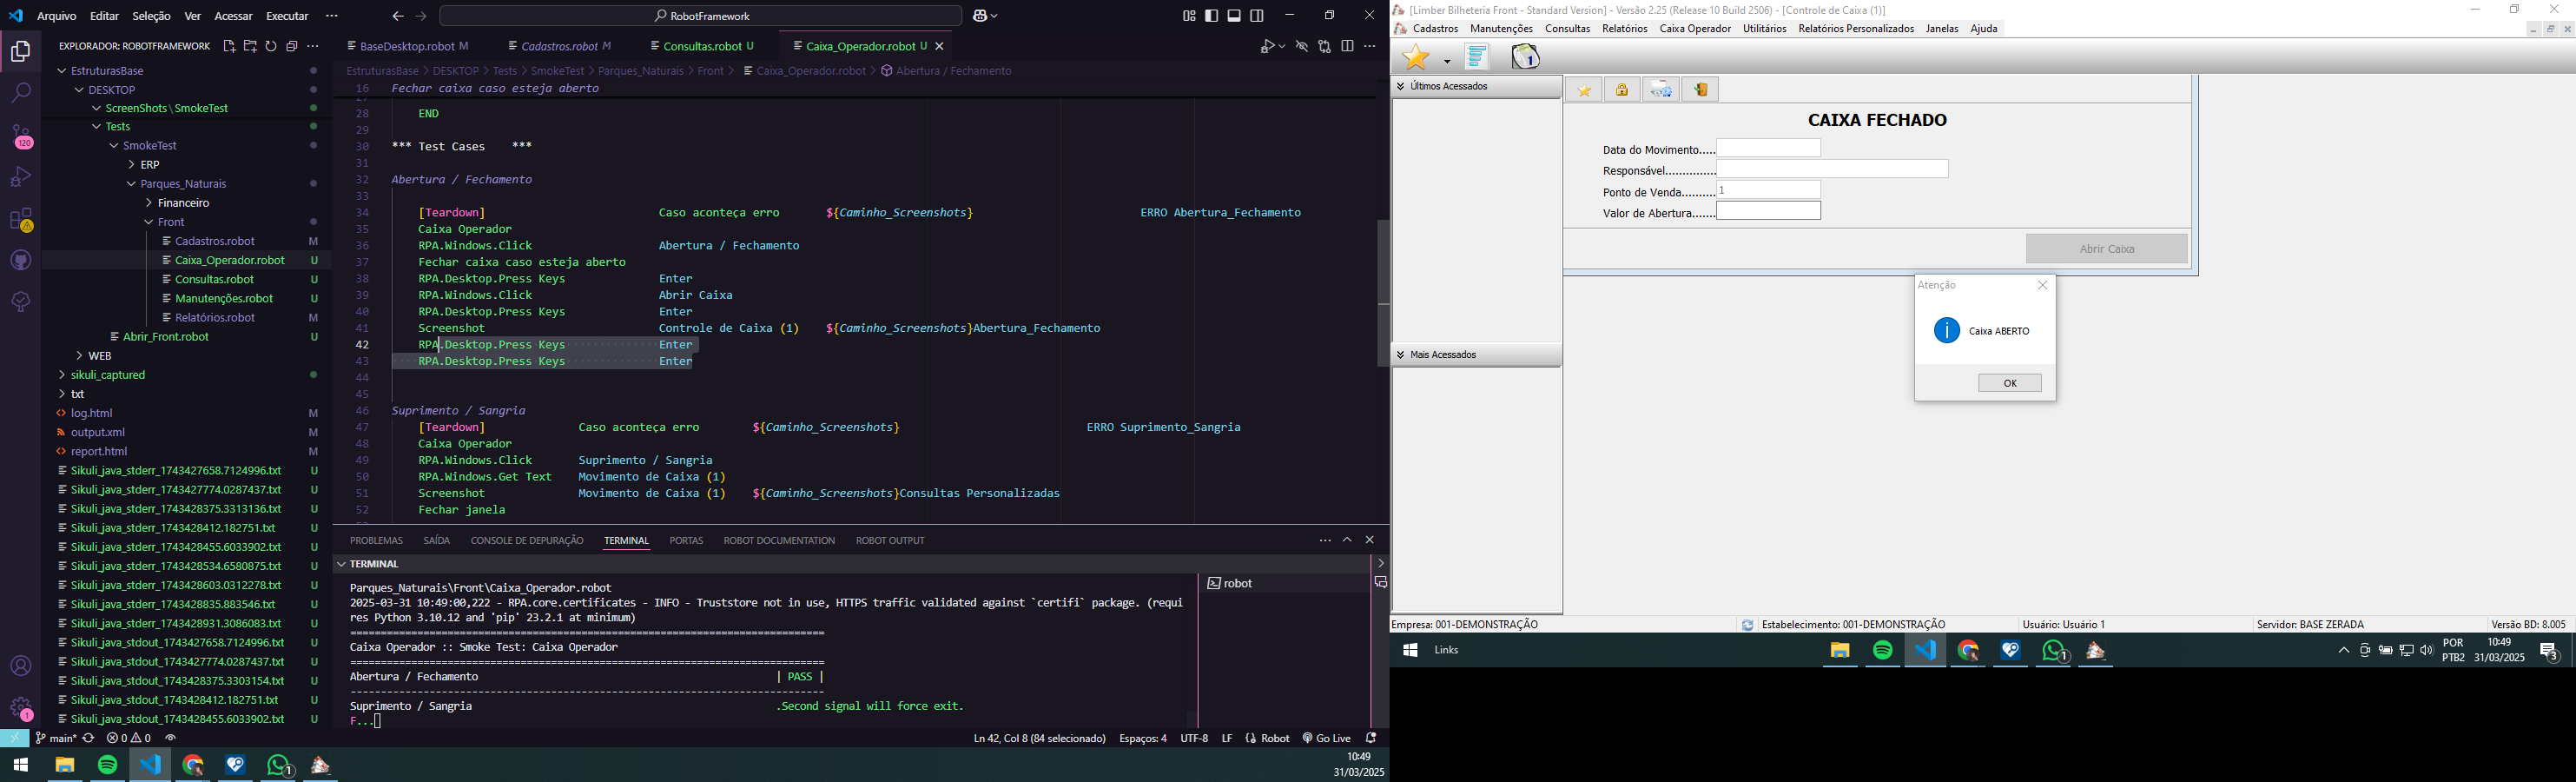 Arquivo Editar Seleção Ver Acessar Executar ···
RobotFramework
EXPLORADOR: ROBOTFRAMEWORK
EstruturasBase
DESKTOP
ScreenShots\SmokeTest
Tests
SmokeTest
ERP
Parques_Naturais
Financeiro
Front
Cadastros.robot M
Caixa_Operador.robot U
Consultas.robot U
Manutenções.robot U
Relatórios.robot M
Abrir_Front.robot U
WEB
sikuli_captured
txt
log.html M
output.xml M
report.html M
Sikuli_java_stderr_1743427658.7124996.txt U
Sikuli_java_stderr_1743427774.0287437.txt U
Sikuli_java_stderr_1743428375.3313136.txt U
Sikuli_java_stderr_1743428412.182751.txt U
Sikuli_java_stderr_1743428455.6033902.txt U
Sikuli_java_stderr_1743428534.6580875.txt U
Sikuli_java_stderr_1743428603.0312278.txt U
Sikuli_java_stderr_1743428835.883546.txt U
Sikuli_java_stderr_1743428931.3086083.txt U
Sikuli_java_stdout_1743427658.7124996.txt U
Sikuli_java_stdout_1743427774.0287437.txt U
Sikuli_java_stdout_1743428375.3303154.txt U
Sikuli_java_stdout_1743428412.182751.txt U
Sikuli_java_stdout_1743428455.6033902.txt U
120
1
BaseDesktop.robot M Cadastros.robot M Consultas.robot U Caixa_Operador.robot U
EstruturasBase > DESKTOP > Tests > SmokeTest > Parques_Naturais > Front > Caixa_Operador.robot > Abertura / Fechamento
16 Fechar caixa caso esteja aberto
28 END
29
30 *** Test Cases ***
31
32 Abertura / Fechamento
33
34 [Teardown] Caso aconteça erro ${Caminho_Screenshots} ERRO Abertura_Fechamento
35 Caixa Operador
36 RPA.Windows.Click Abertura / Fechamento
37 Fechar caixa caso esteja aberto
38 RPA.Desktop.Press Keys Enter
39 RPA.Windows.Click Abrir Caixa
40 RPA.Desktop.Press Keys Enter
41 Screenshot Controle de Caixa (1) ${Caminho_Screenshots}Abertura_Fechamento
42 RPA.Desktop.Press Keys Enter
43 RPA.Desktop.Press Keys Enter
44
45
46 Suprimento / Sangria
47 [Teardown] Caso aconteça erro ${Caminho_Screenshots} ERRO Suprimento_Sangria
48 Caixa Operador
49 RPA.Windows.Click Suprimento / Sangria
50 RPA.Windows.Get Text Movimento de Caixa (1)
51 Screenshot Movimento de Caixa (1) ${Caminho_Screenshots}Consultas Personalizadas
52 Fechar janela
PROBLEMAS SAÍDA CONSOLE DE DEPURAÇÃO TERMINAL PORTAS ROBOT DOCUMENTATION ROBOT OUTPUT
TERMINAL
robot
Parques_Naturais\Front\Caixa_Operador.robot
2025-03-31 10:49:00,222 - RPA.core.certificates - INFO - Truststore not in use, HTTPS traffic validated against `certifi` package. (requi
res Python 3.10.12 and 'pip' 23.2.1 at minimum)
==============================================================================
Caixa Operador :: Smoke Test: Caixa Operador
==============================================================================
Abertura / Fechamento | PASS |
------------------------------------------------------------------------------
Suprimento / Sangria .Second signal will force exit.
F...
main* 0 0 Ln 42, Col 8 (84 selecionado) Espaços: 4 UTF-8 LF Robot Go Live
1
10:49
31/03/2025
[Limber Bilheteria Front - Standard Version] - Versão 2.25 (Release 10 Build 2506) - [Controle de Caixa (1)]
Cadastros Manutenções Consultas Relatórios Caixa Operador Utilitários Relatórios Personalizados Janelas Ajuda
1
Últimos Acessados
Mais Acessados
CAIXA FECHADO
Data do Movimento.....
Responsável...............
Ponto de Venda.......... 1
Valor de Abertura.......
Abrir Caixa
Atenção
Caixa ABERTO
OK
Empresa: 001-DEMONSTRAÇÃO Estabelecimento: 001-DEMONSTRAÇÃO Usuário: Usuário 1 Servidor: BASE ZERADA Versão BD: 8.005
Links
1
POR
PTB2
10:49
31/03/2025
3